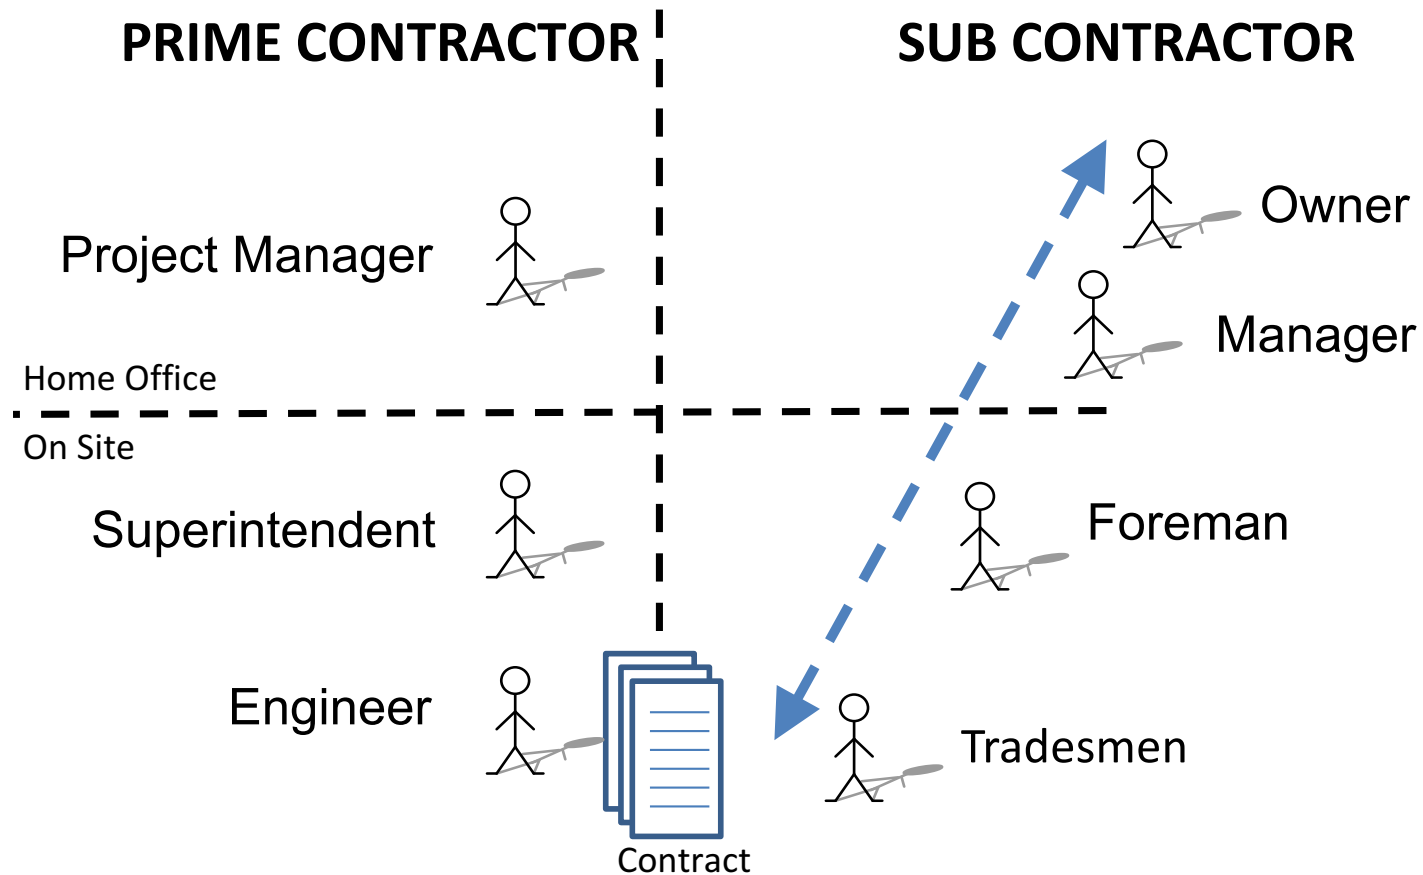 PRIME CONTRACTOR
SUB CONTRACTOR
Owner
Project Manager
Manager
Home Office
On Site
Superintendent
Foreman
Engineer
Tradesmen
Contract